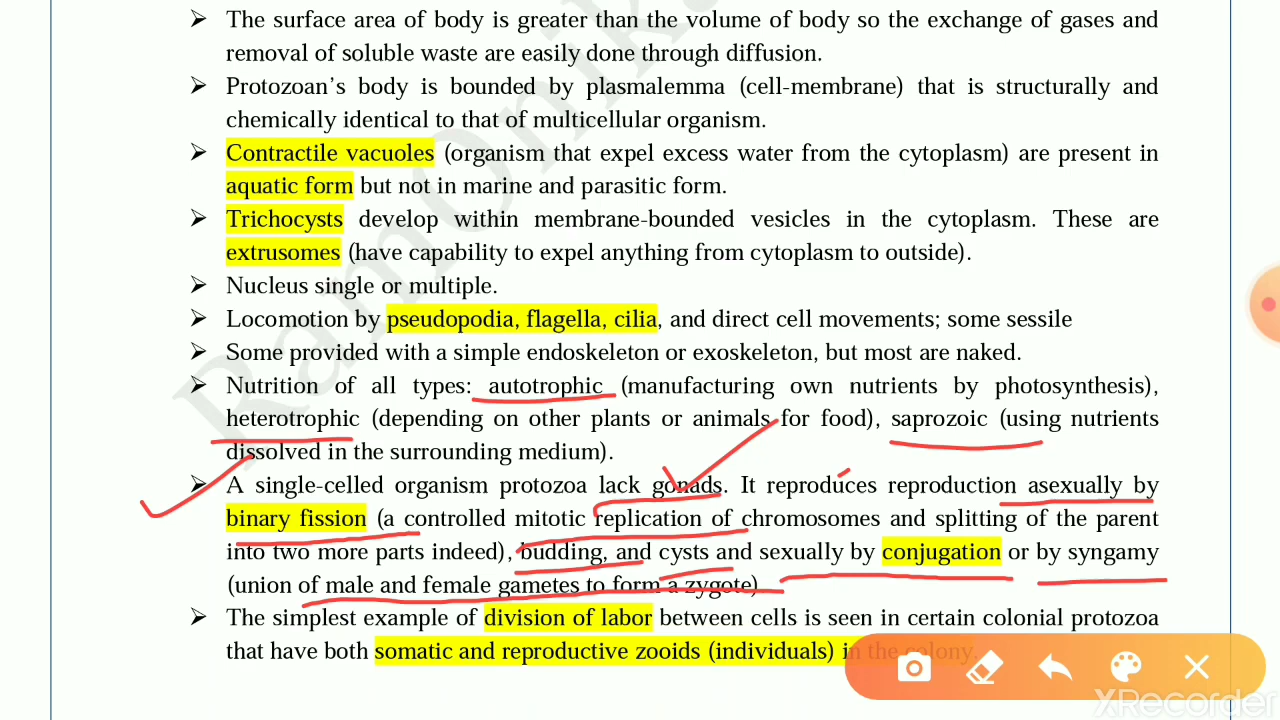 ➢ The surface area of body is greater than the volume of body so the exchange of gases and
removal of soluble waste are easily done through diffusion.
➢ Protozoan's body is bounded by plasmalemma (cell-membrane) that is structurally and
chemically identical to that of multicellular organism.
➢ Contractile vacuoles (organism that expel excess water from the cytoplasm) are present in
aquatic form but not in marine and parasitic form.
➢ Trichocysts develop within membrane-bounded vesicles in the cytoplasm. These are
extrusomes (have capability to expel anything from cytoplasm to outside).
➢ Nucleus single or multiple.
➢ Locomotion by pseudopodia, flagella, cilia, and direct cell movements; some sessile
➢ Some provided with a simple endoskeleton or exoskeleton, but most are naked.
➢ Nutrition of all types: autotrophic (manufacturing own nutrients by photosynthesis),
heterotrophic (depending on other plants or animals for food), saprozoic (using nutrients
dissolved in the surrounding medium).
➢ A single-celled organism protozoa lack gonads. It reproduces reproduction asexually by
binary fission (a controlled mitotic replication of chromosomes and splitting of the parent
into two more parts indeed), budding, and cysts and sexually by conjugation or by syngamy
(union of male and female gametes to form a zygote)
➢ The simplest example of division of labor between cells is seen in certain colonial protozoa
that have both somatic and reproductive zooids (individuals) in the colony.
XRecorder